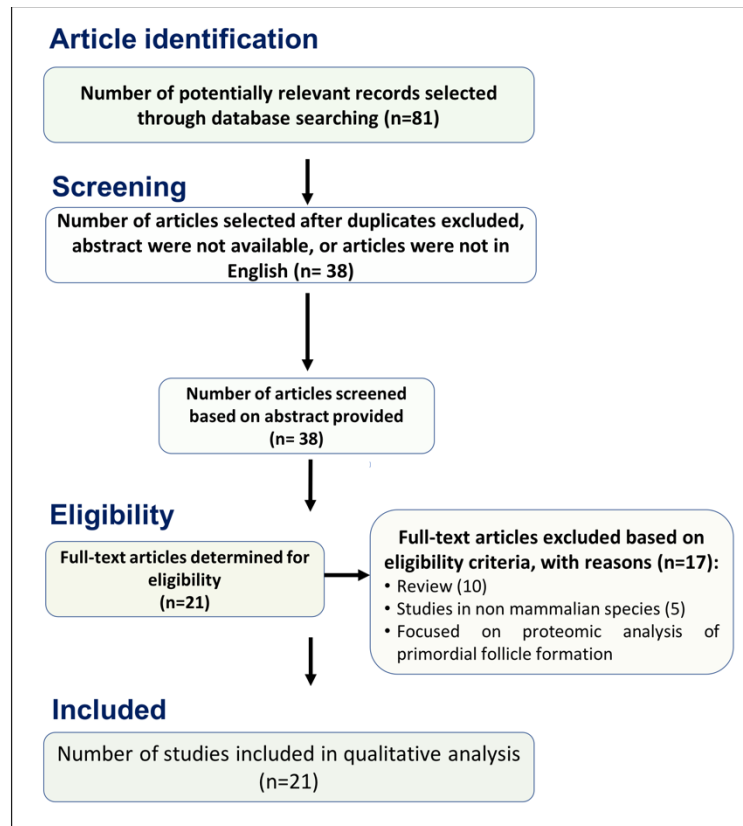 Article identification
Number of potentially relevant records selected
through database searching (n=81)
Screening
Number of articles selected after duplicates excluded,
abstract were not available, or articles were not in
English (n= 38)
Number of articles screened
based on abstract provided
(n= 38)
Eligibility
Full-text articles determined for
eligibility
(n=21)
Full-text articles excluded based on
eligibility criteria, with reasons (n=17):
• Review (10)
• Studies in non mammalian species (5)
• Focused on proteomic analysis of
primordial follicle formation
Included
Number of studies included in qualitative analysis
(n=21)